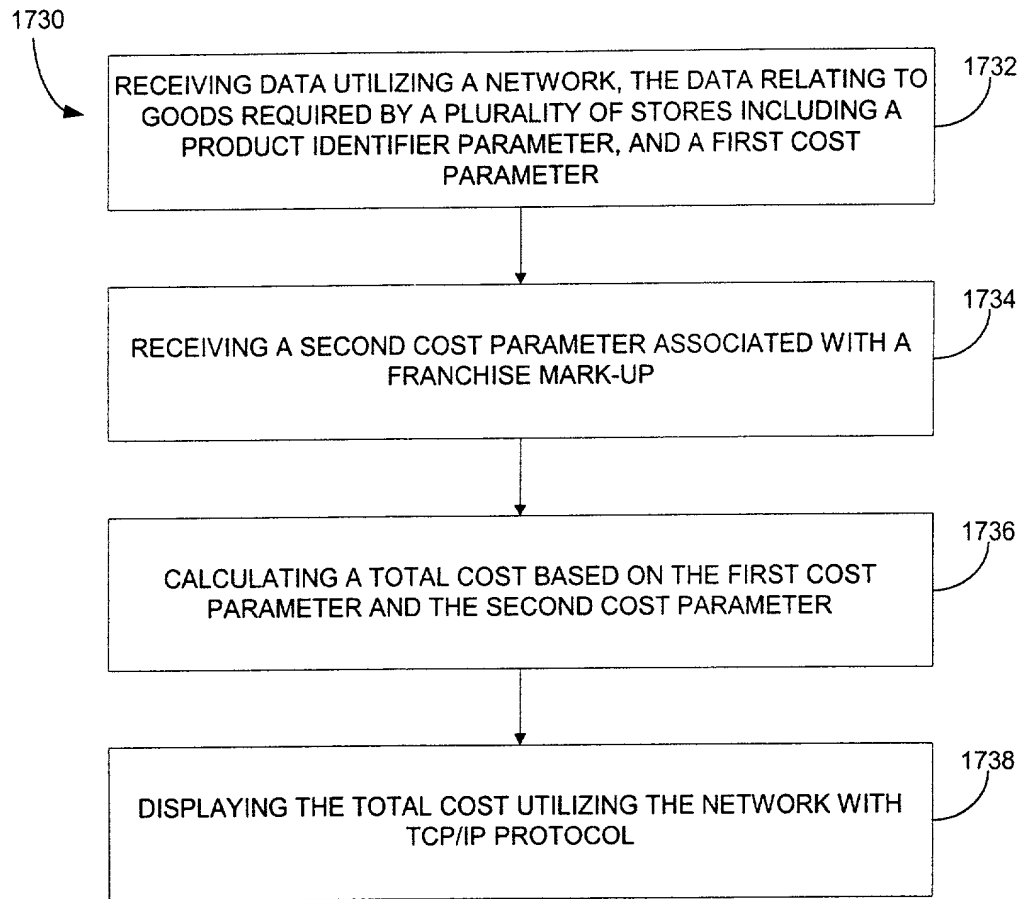 1730
RECEIVING DATA UTILIZING A NETWORK, THE DATA RELATING TO
GOODS REQUIRED BY A PLURALITY OF STORES INCLUDING A
PRODUCT IDENTIFIER PARAMETER, AND A FIRST COST
PARAMETER
1732
RECEIVING A SECOND COST PARAMETER ASSOCIATED WITH A
FRANCHISE MARK-UP
1734
CALCULATING A TOTAL COST BASED ON THE FIRST COST
PARAMETER AND THE SECOND COST PARAMETER
1736
DISPLAYING THE TOTAL COST UTILIZING THE NETWORK WITH
TCP/IP PROTOCOL
1738